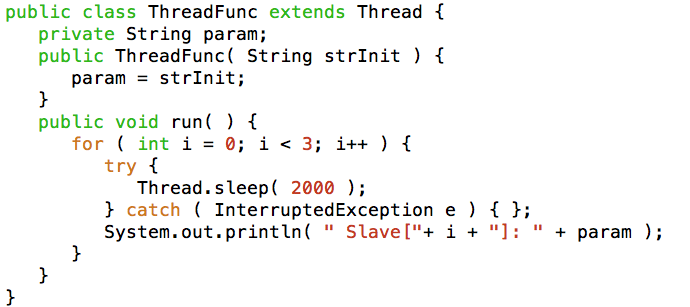 public class ThreadFunc extends Thread {
private String param;
public ThreadFunc( String strInit ) {
param = strInit;
}
public void run( ) {
for ( int i = 0; i < 3; i++ ) {
try {
Thread.sleep( 2000 );
} catch ( InterruptedException e ) { };
System.out.println( " Slave["+ i + "]: " + param );
}
}
}